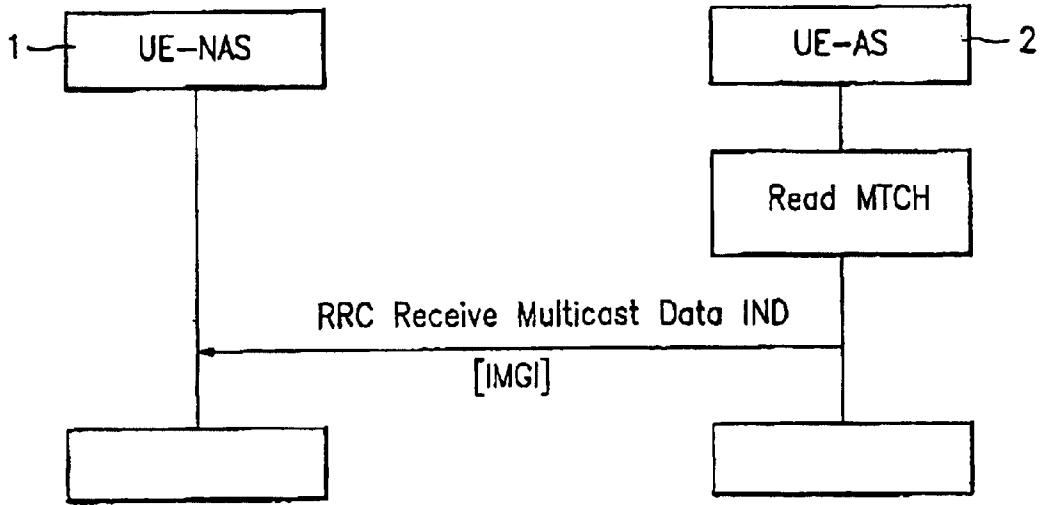 1
UE-NAS
UE-AS
2
Read MTCH
RRC Receive Multicast Data IND
[IMGI]